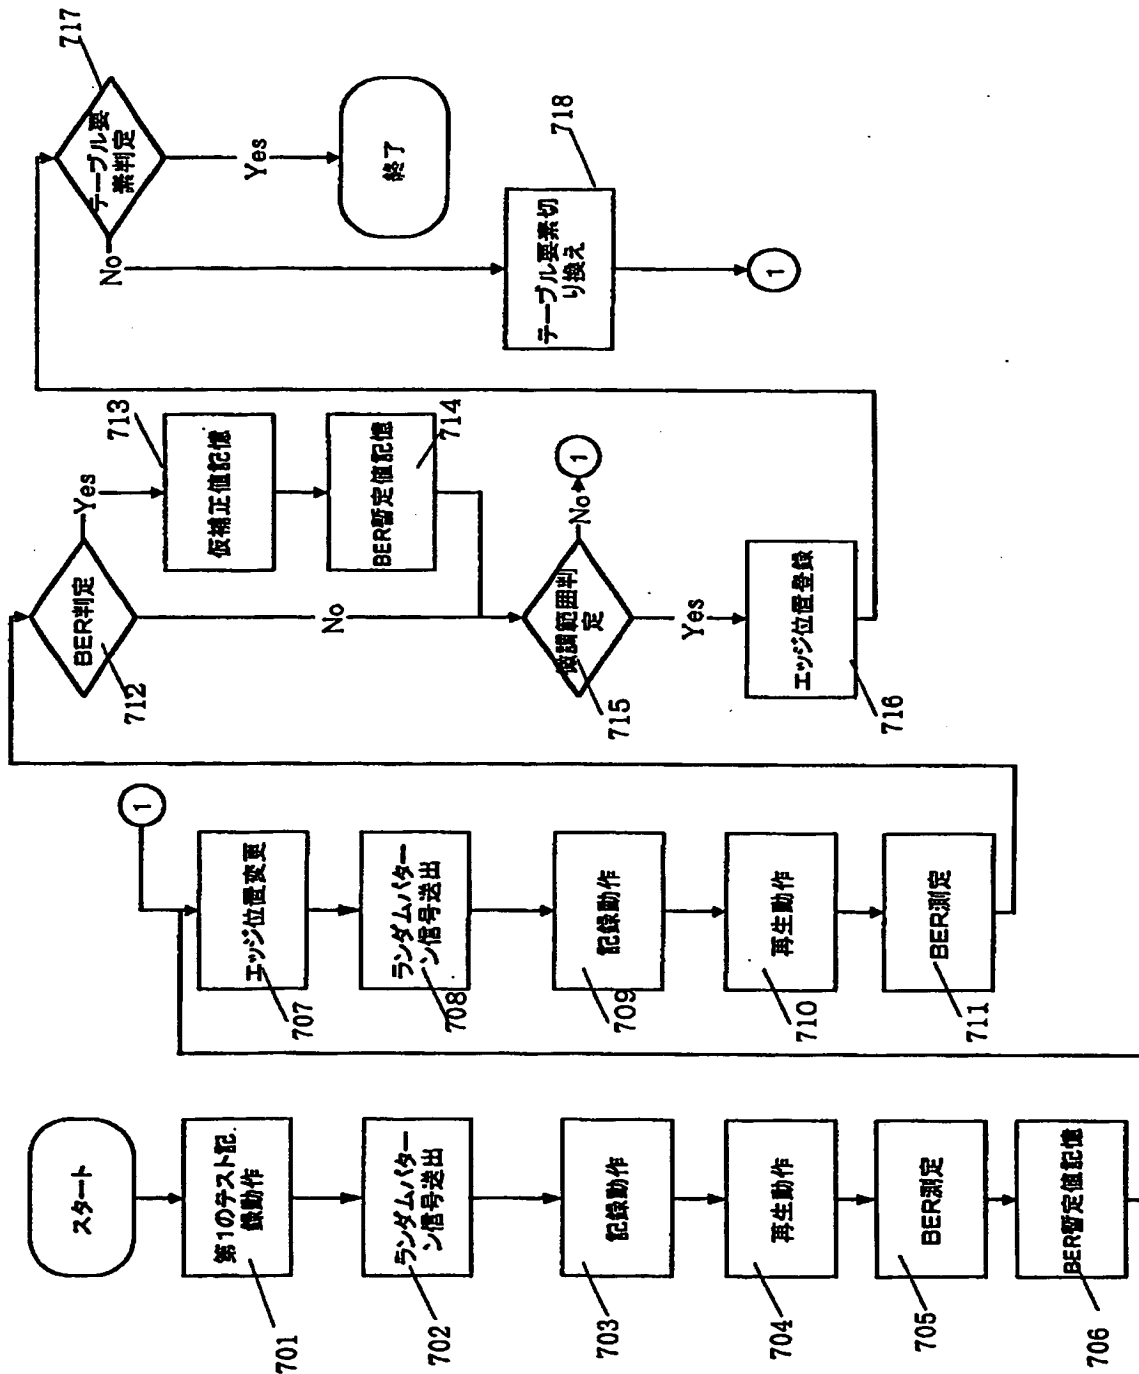 スタート
第1のテスト記
録動作
701
ランダムパター
ン信号送出
702
記録動作
703
再生動作
704
BER測定
705
BER暫定値記憶
706
1
エッジ位置変更
707
ランダムパター
ン信号送出
708
記録動作
709
再生動作
710
BER測定
711
BER判定
712
Yes
No
仮補正値記憶
713
BER暫定値記憶
714
微調範囲判
定
715
No
1
Yes
エッジ位置登録
716
テーブル要
素判定
717
Yes
No
終了
テーブル要素切
り換え
718
1